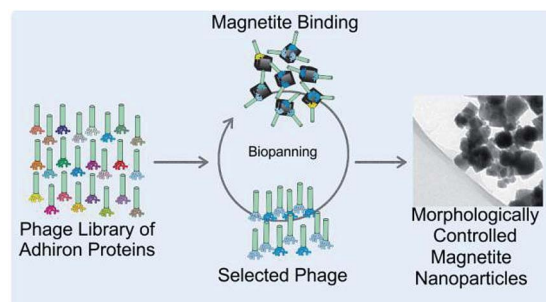 Magnetite Binding
Biopanning
Phage Library of
Adhiron Proteins
Selected Phage
Morphologically
Controlled
Magnetite
Nanoparticles